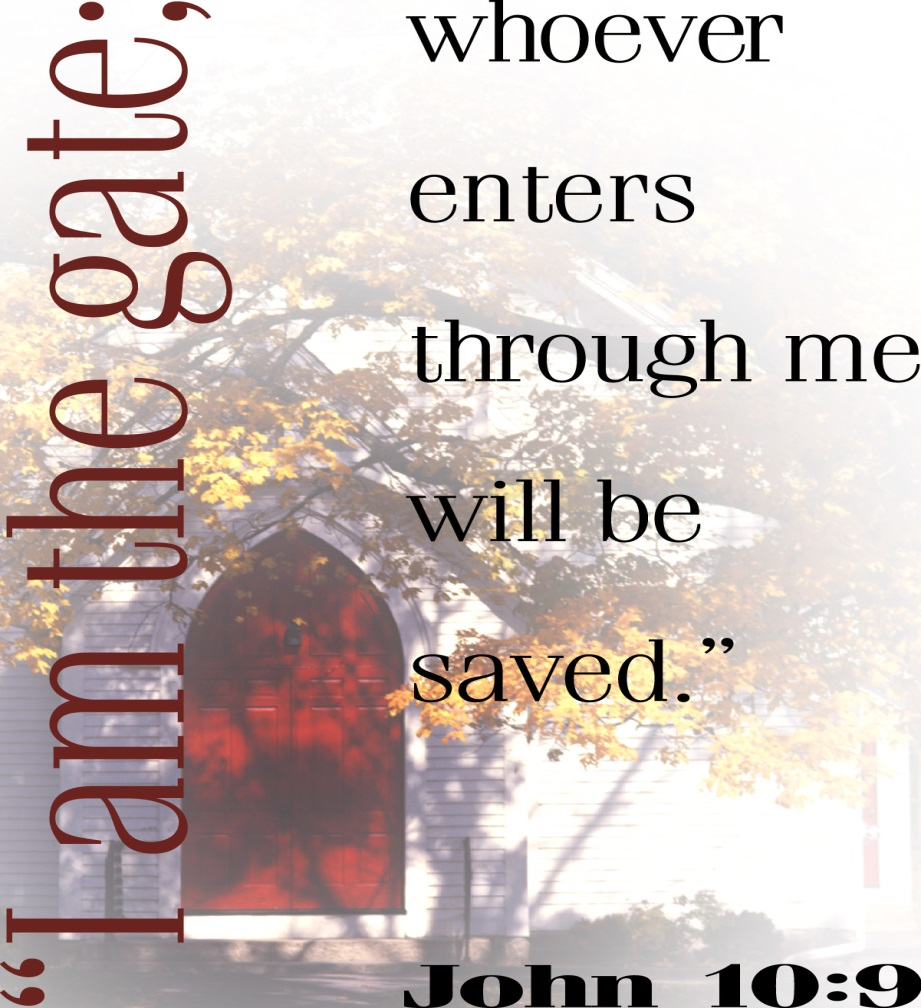 “I am the gate;
whoever
enters
through me
will be
saved.”
John 10:9